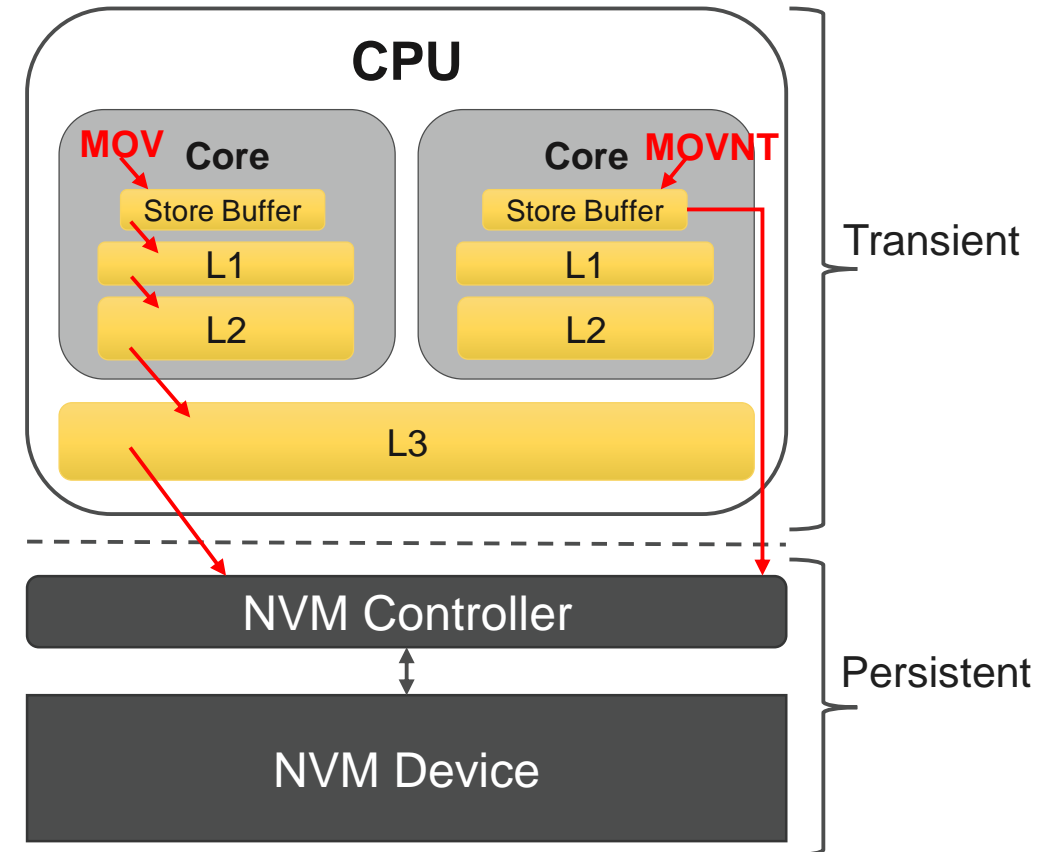 CPU
MOV
Core
Store Buffer
L1
L2
Core
MOVNT
Store Buffer
L1
L2
L3
Transient
NVM Controller
NVM Device
Persistent